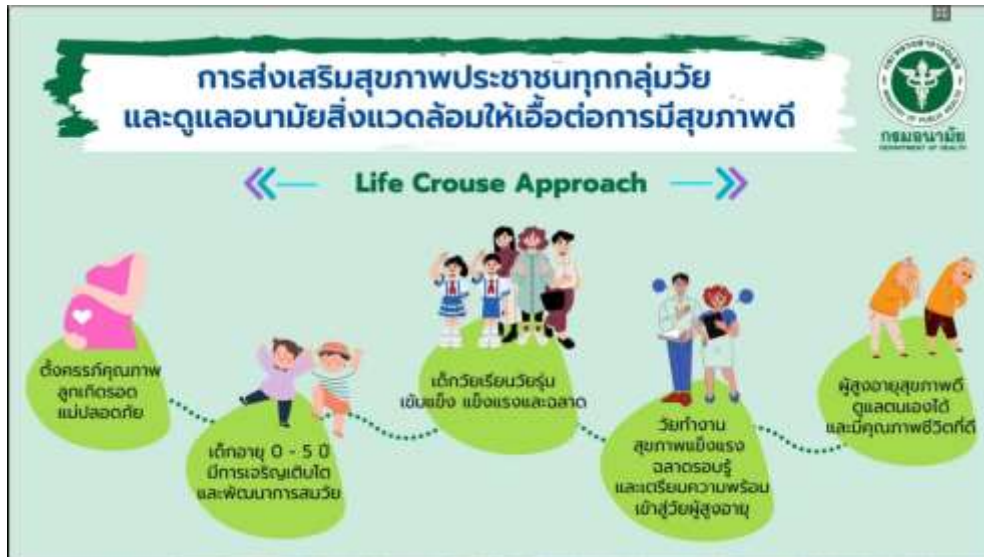 การส่งเสริมสุขภาพประชาชนทุกกลุ่มวัย
และดูแลอนามัยสิ่งแวดล้อมให้เอื้อต่อการมีสุขภาพดี
กรมอนามัย
DEPARTMENT OF HEALTH
Life Crouse Approach
ตั้งครรภ์คุณภาพ
ลูกเกิดรอด
แม่ปลอดภัย
เด็กอายุ 0 - 5 ปี
มีการเจริญเติบโต
และพัฒนาการสมวัย
เด็กวัยเรียนวัยรุ่น
เข้มแข็ง แข็งแรงและฉลาด
วัยทำงาน
สุขภาพแข็งแรง
ฉลาดรอบรู้
และเตรียมความพร้อม
เข้าสู่วัยผู้สูงอายุ
ผู้สูงอายุสุขภาพดี
ดูแลตนเองได้
และมีคุณภาพชีวิตที่ดี